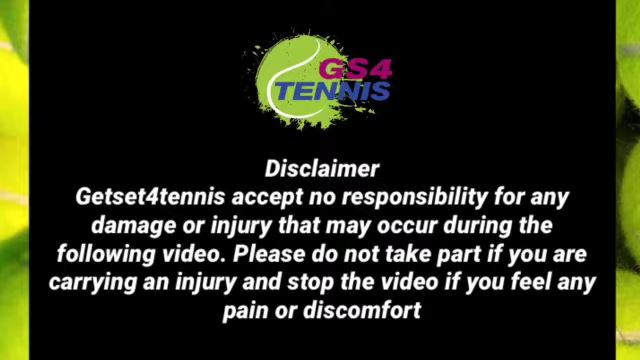 GS4
TENNIS
Disclaimer
Getset4tennis accept no responsibility for any
damage or injury that may occur during the
following video. Please do not take part if you are
carrying an injury and stop the video if you feel any
pain or discomfort